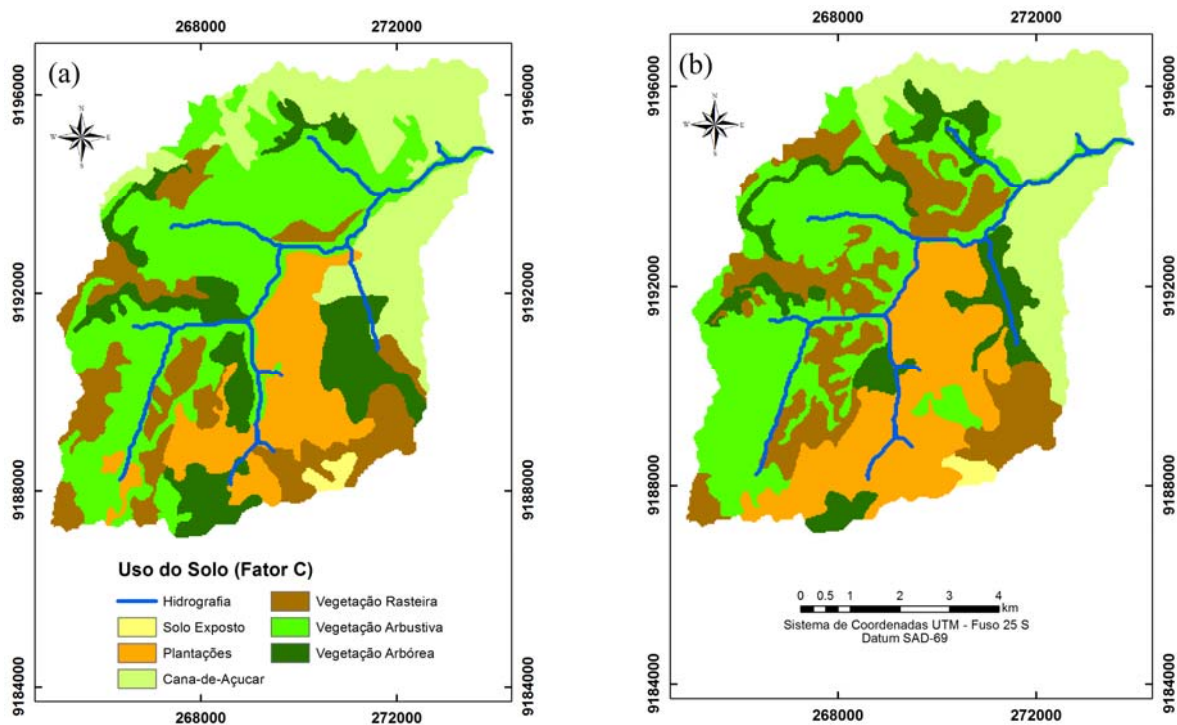 268000 272000
(a)
9196000
9192000
9188000
9184000
N
W E
S
Uso do Solo (Fator C)
Hidrografia
Solo Exposto
Plantações
Cana-de-Açucar
Vegetação Rasteira
Vegetação Arbustiva
Vegetação Arbórea
9196000
9192000
9188000
9184000
268000 272000
268000 272000
(b)
9196000
9192000
9188000
9184000
N
W E
S
0 0.5 1 2 3 4
km
Sistema de Coordenadas UTM - Fuso 25 S
Datum SAD-69
9196000
9192000
9188000
9184000
268000 272000